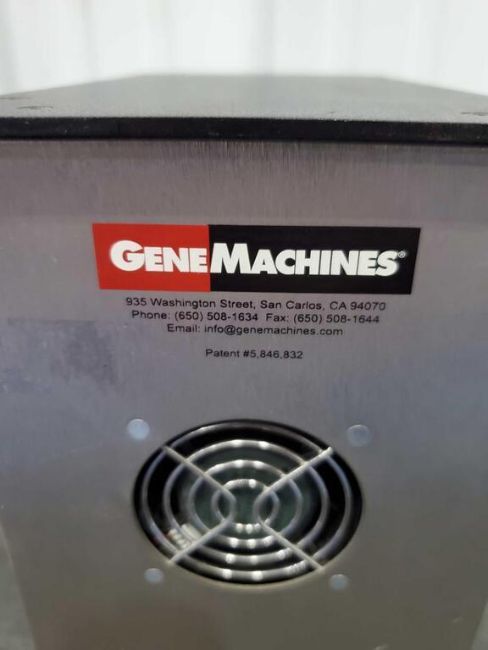 GENEMACHINES®
935 Washington Street, San Carlos, CA 94070
Phone: (650) 508-1634 Fax: (650) 508-1644
Email: info@genemachines.com
Patent #5,846,832